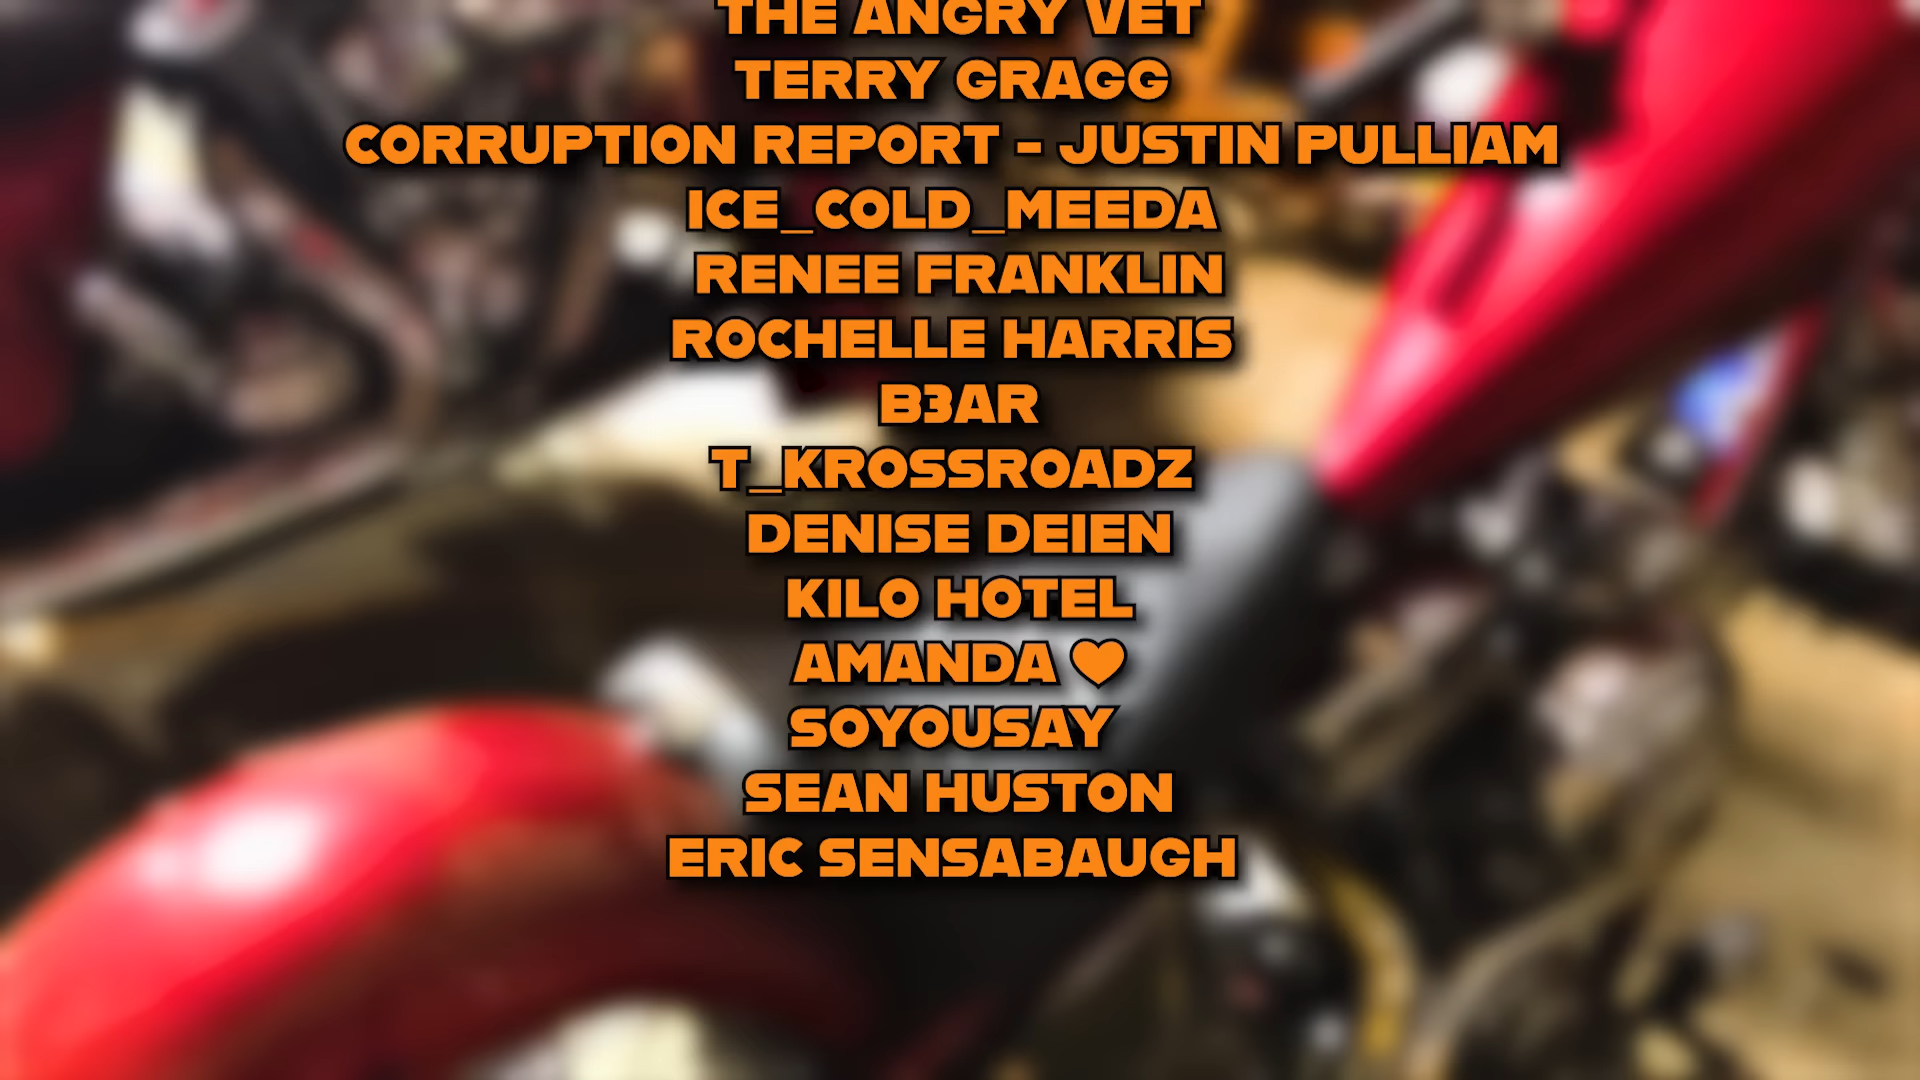 THE ANGRY VET
TERRY GRAGG
CORRUPTION REPORT - JUSTIN PULLIAM
ICE_COLD_MEEDA
RENEE FRANKLIN
ROCHELLE HARRIS
B3AR
T_KROSSROADZ
DENISE DEIEN
KILO HOTEL
AMANDA 🧡
SOYOUSAY
SEAN HUSTON
ERIC SENSABAUGH